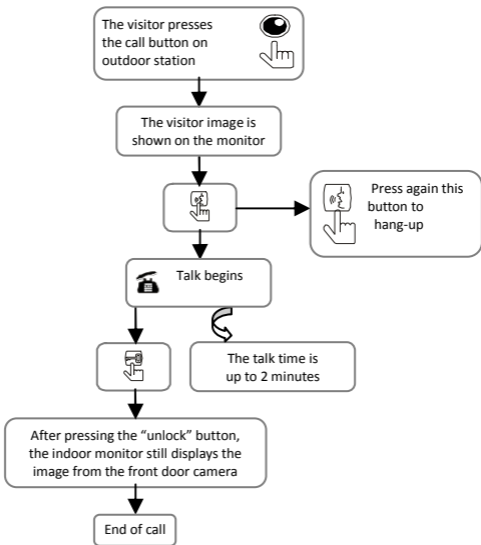 The visitor presses
the call button on
outdoor station
The visitor image is
shown on the monitor
Press again this
button to
hang-up
Talk begins
The talk time is
up to 2 minutes
After pressing the “unlock” button,
the indoor monitor still displays the
image from the front door camera
End of call